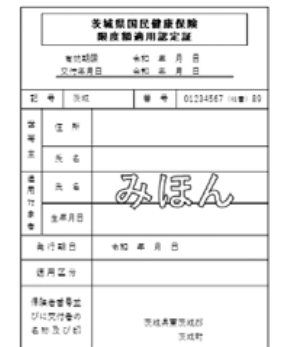 茨城県国民健康保険
限度額適用認定証
有効期限 令和 年 月 日
交付年月日 令和 年 月 日
記 号 茨城 番 号 01234567 (枝番) 89
世帯主 住 所
氏 名
適用対象者 氏 名 みほん
生年月日
発行期日 令和 年 月 日
適用区分
保険者番号並
びに交付者の
名称及び印
茨城県東茨城郡
茨城町